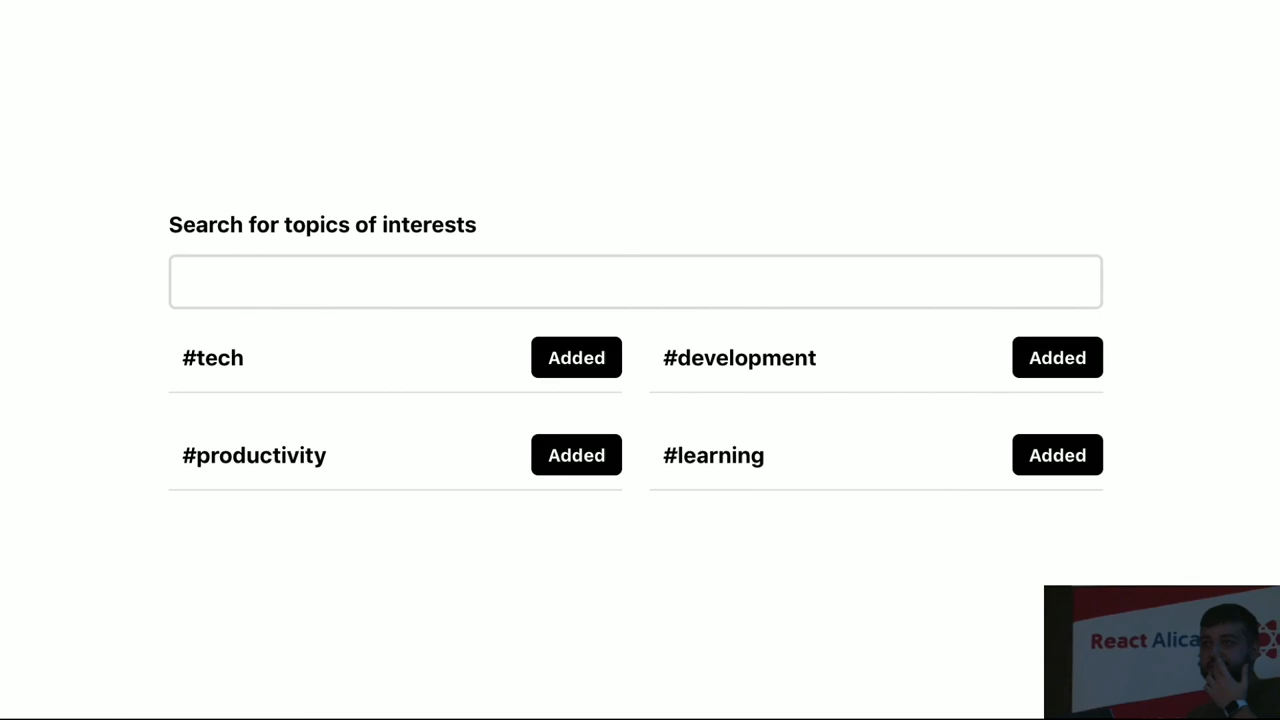 Search for topics of interests
#tech Added #development Added
#productivity Added #learning Added
React Alica